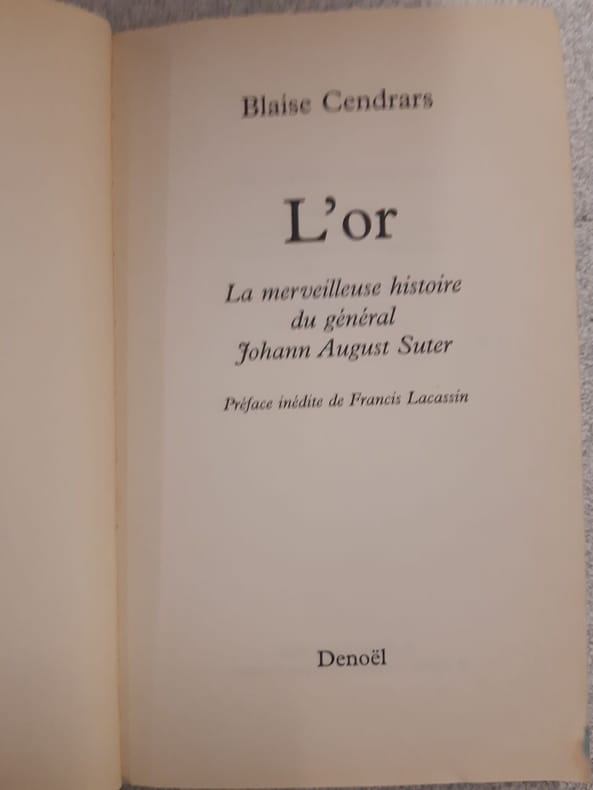 Blaise Cendrars
L'or
La merveilleuse histoire
du général
Johann August Suter
Préface inédite de Francis Lacassin
Denoël